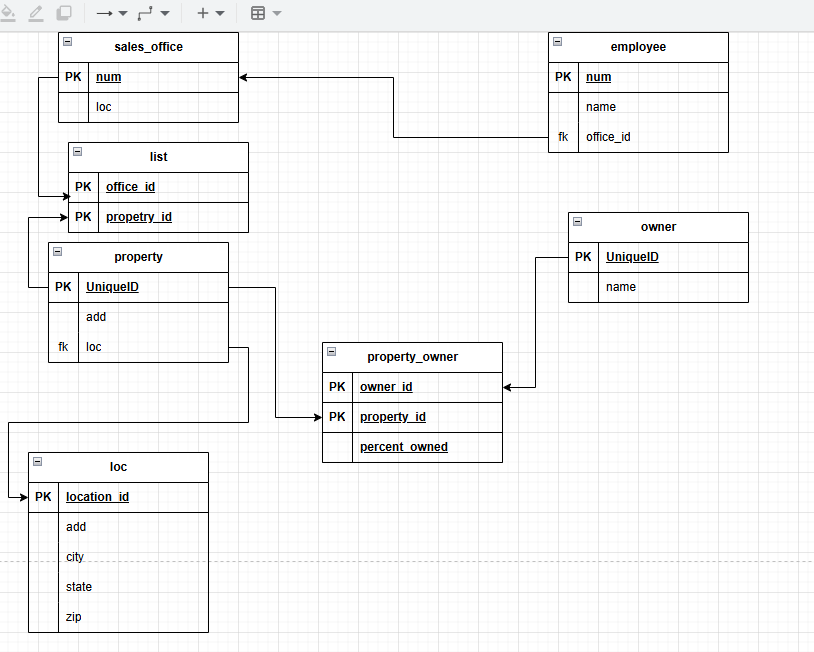 sales_office
PK num
loc
employee
PK num
name
fk office_id
list
PK office_id
PK propetry_id
property
PK UniqueID
add
fk loc
owner
PK UniqueID
name
property_owner
PK owner_id
PK property_id
percent_owned
loc
PK location_id
add
city
state
zip